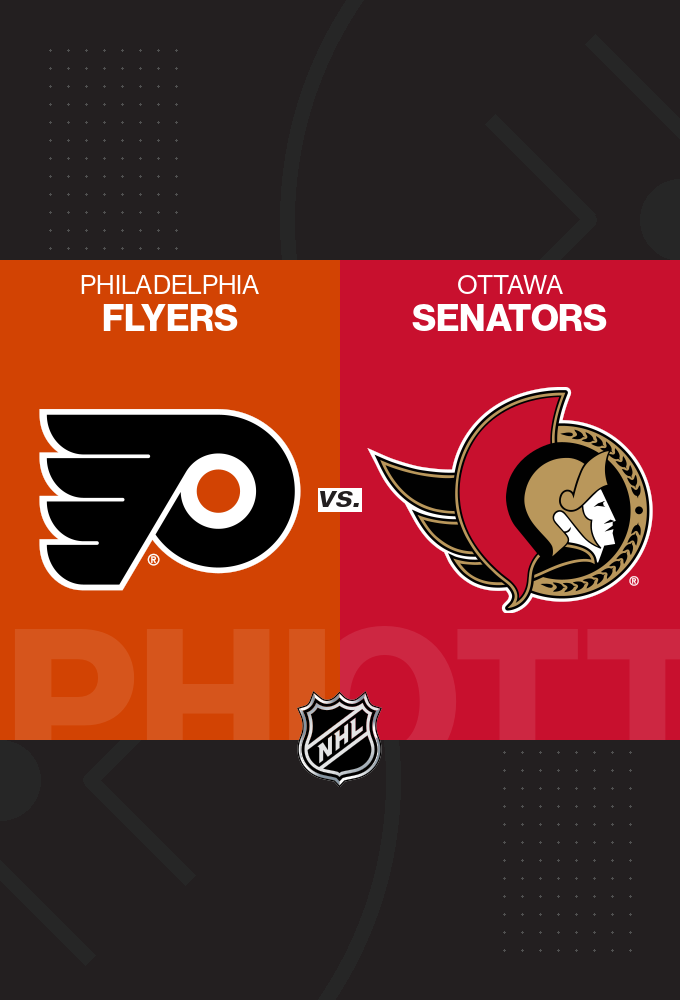 PHILADELPHIA
FLYERS
OTTAWA
SENATORS
vs.
®
®
PHI
OTT
NHL